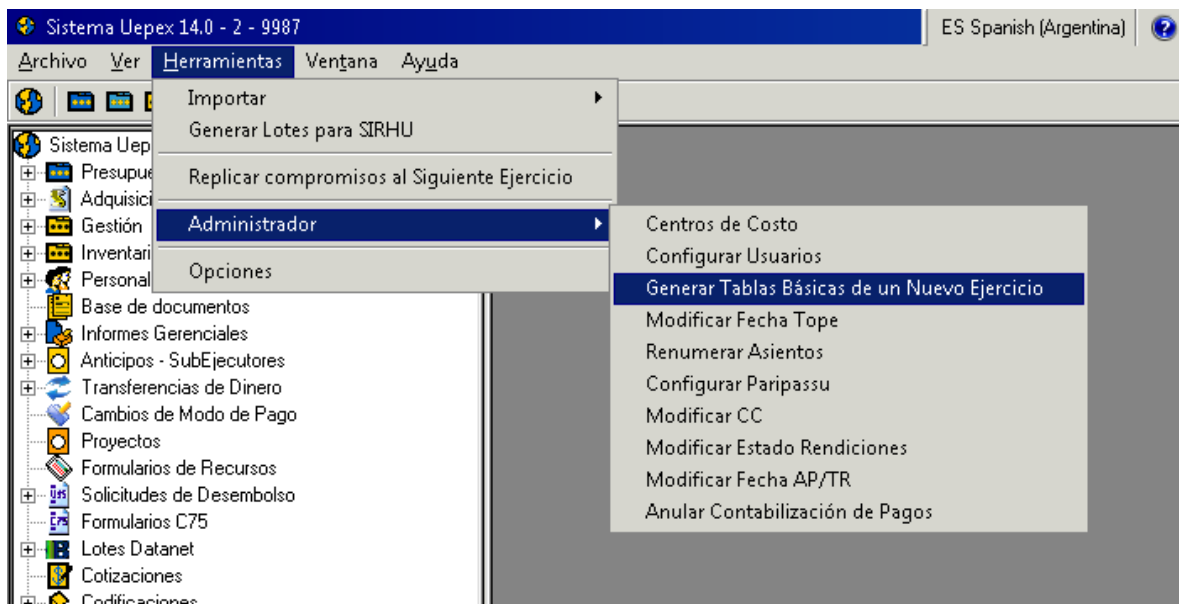 Sistema Uepex 14.0 - 2 - 9987
ES Spanish (Argentina)
Archivo Ver Herramientas Ventana Ayuda
Importar
Generar Lotes para SIRHU
Replicar compromisos al Siguiente Ejercicio
Administrador
Opciones
Centros de Costo
Configurar Usuarios
Generar Tablas Básicas de un Nuevo Ejercicio
Modificar Fecha Tope
Renumerar Asientos
Configurar Paripassu
Modificar CC
Modificar Estado Rendiciones
Modificar Fecha AP/TR
Anular Contabilización de Pagos
Sistema Uep
Presupue
Adquisici
Gestión
Inventari
Personal
Base de documentos
Informes Gerenciales
Anticipos - SubEjecutores
Transferencias de Dinero
Cambios de Modo de Pago
Proyectos
Formularios de Recursos
Solicitudes de Desembolso
Formularios C75
Lotes Datanet
Cotizaciones
Codificaciones